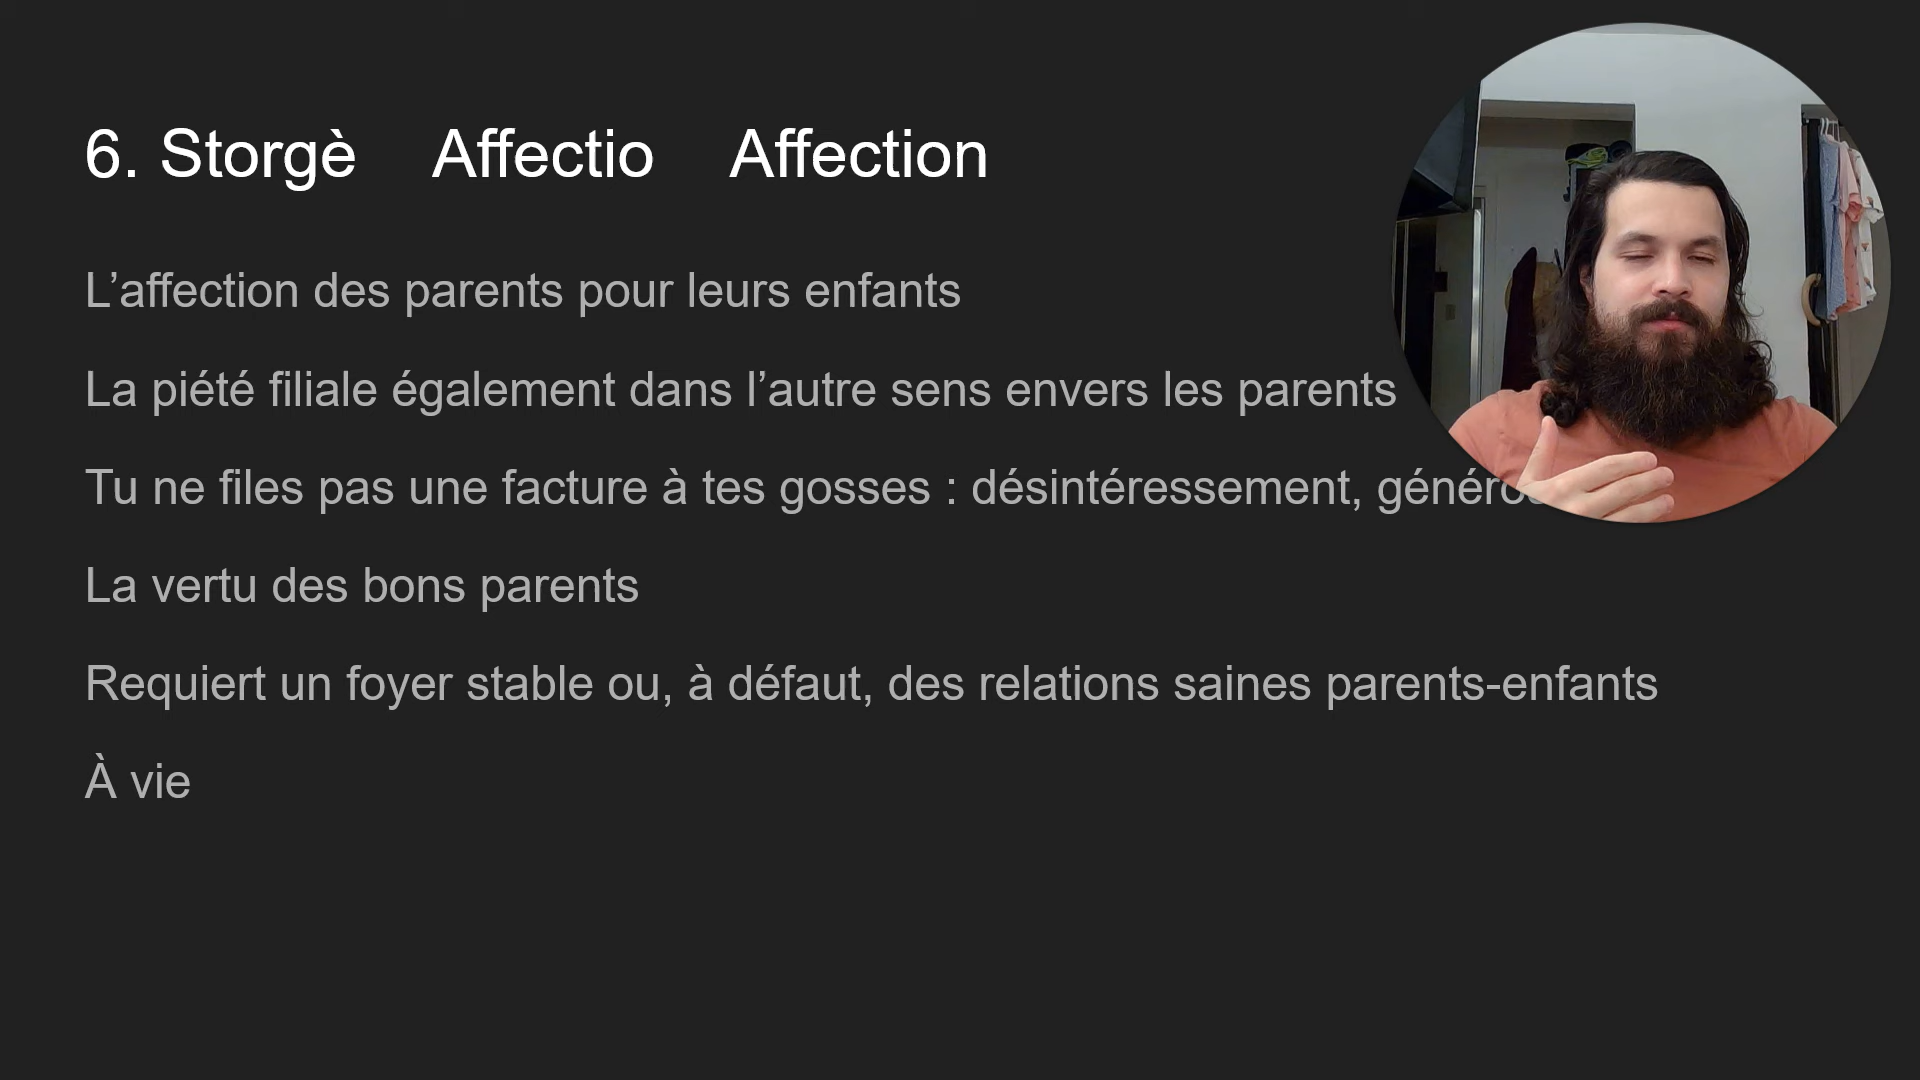 6. Storgè Affectio Affection
L’affection des parents pour leurs enfants
La piété filiale également dans l’autre sens envers les parents
Tu ne files pas une facture à tes gosses : désintéressement,
La vertu des bons parents
Requiert un foyer stable ou, à défaut, des relations saines parents-enfants
À vie